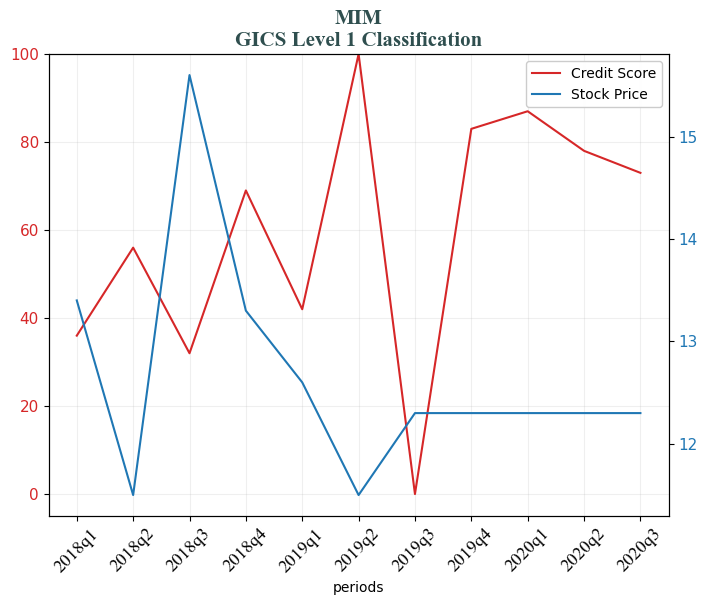 MIM
GICS Level 1 Classification
Credit Score
Stock Price
100
80
60
40
20
0
15
14
13
12
2018q1
2018q2
2018q3
2018q4
2019q1
2019q2
2019q3
2019q4
2020q1
2020q2
2020q3
periods